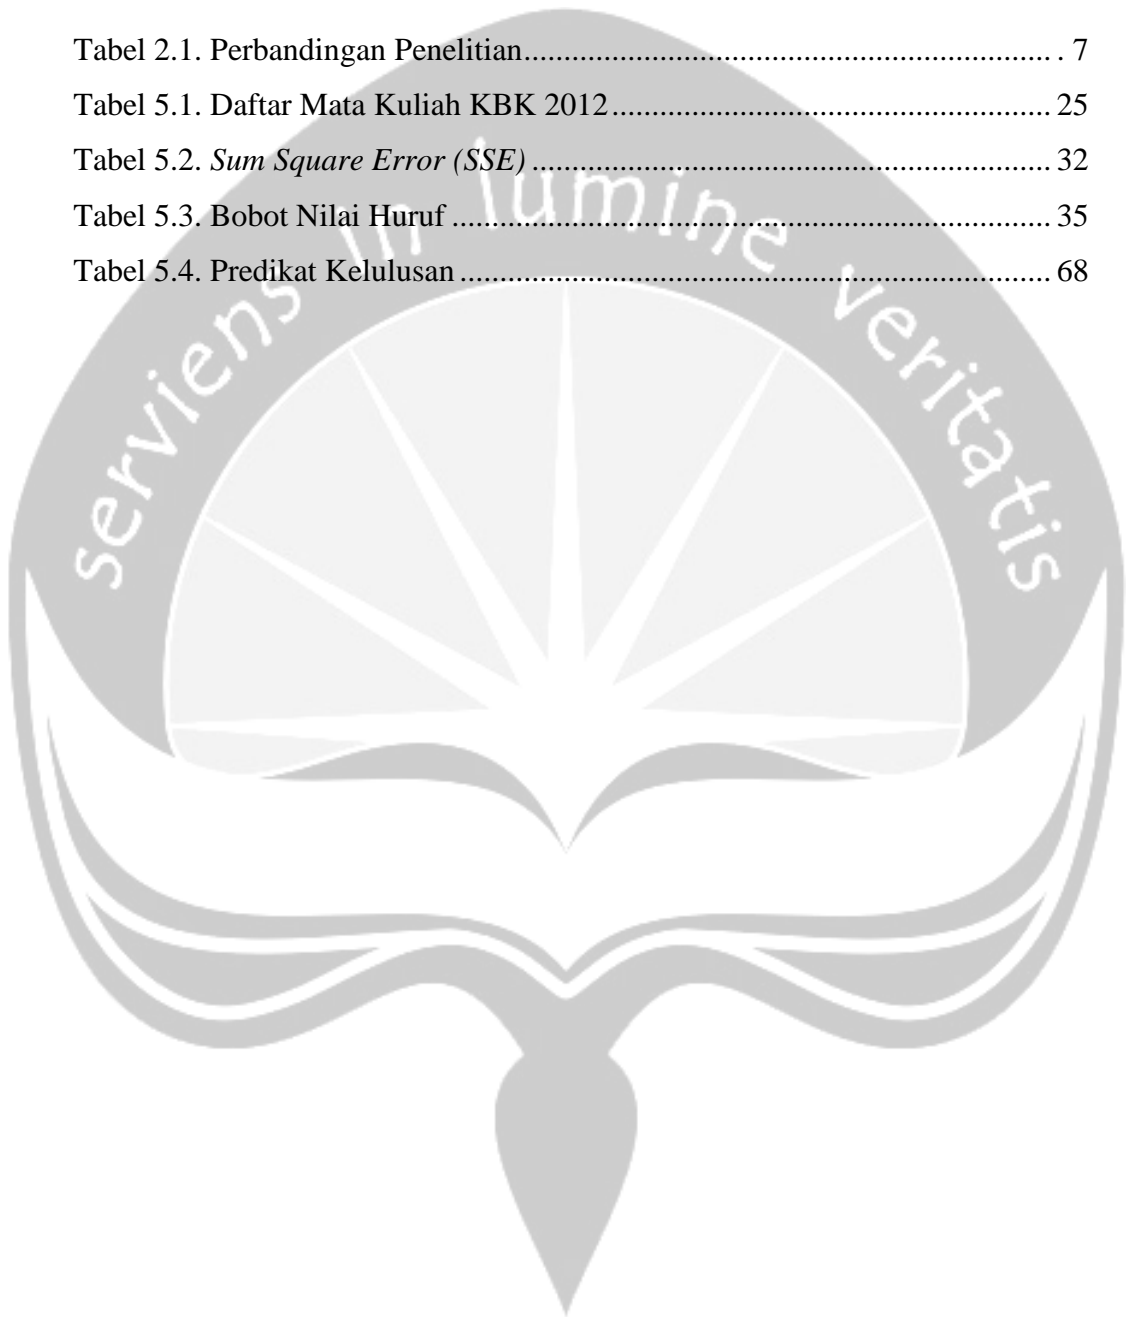 Tabel 2.1. Perbandingan Penelitian.................................................................. . 7
Tabel 5.1. Daftar Mata Kuliah KBK 2012....................................................... 25
Tabel 5.2. Sum Square Error (SSE) ................................................................. 32
Tabel 5.3. Bobot Nilai Huruf ........................................................................... 35
Tabel 5.4. Predikat Kelulusan .......................................................................... 68
serviens in lumine veritatis